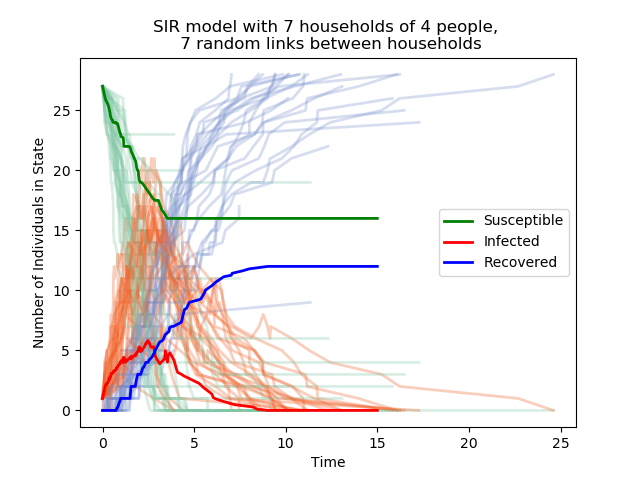 SIR model with 7 households of 4 people,
7 random links between households
Number of Individuals in State
25
20
15
10
5
0
Susceptible
Infected
Recovered
0 5 10 15 20 25
Time